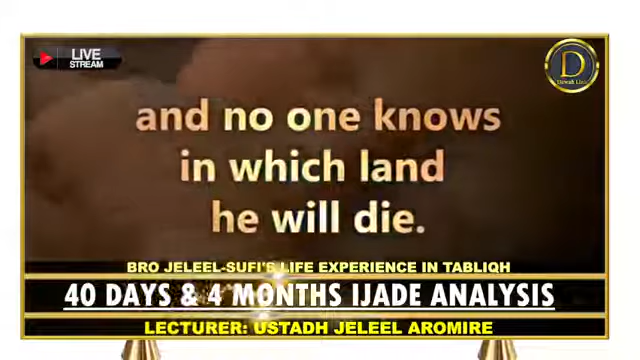 LIVE
STREAM
D
and no one knows
in which land
he will die.
BRO JELEEL-SUFI'S LIFE EXPERIENCE IN TABLIQH
40 DAYS & 4 MONTHS IJADE ANALYSIS
LECTURER: USTADH JELEEL AROMIRE